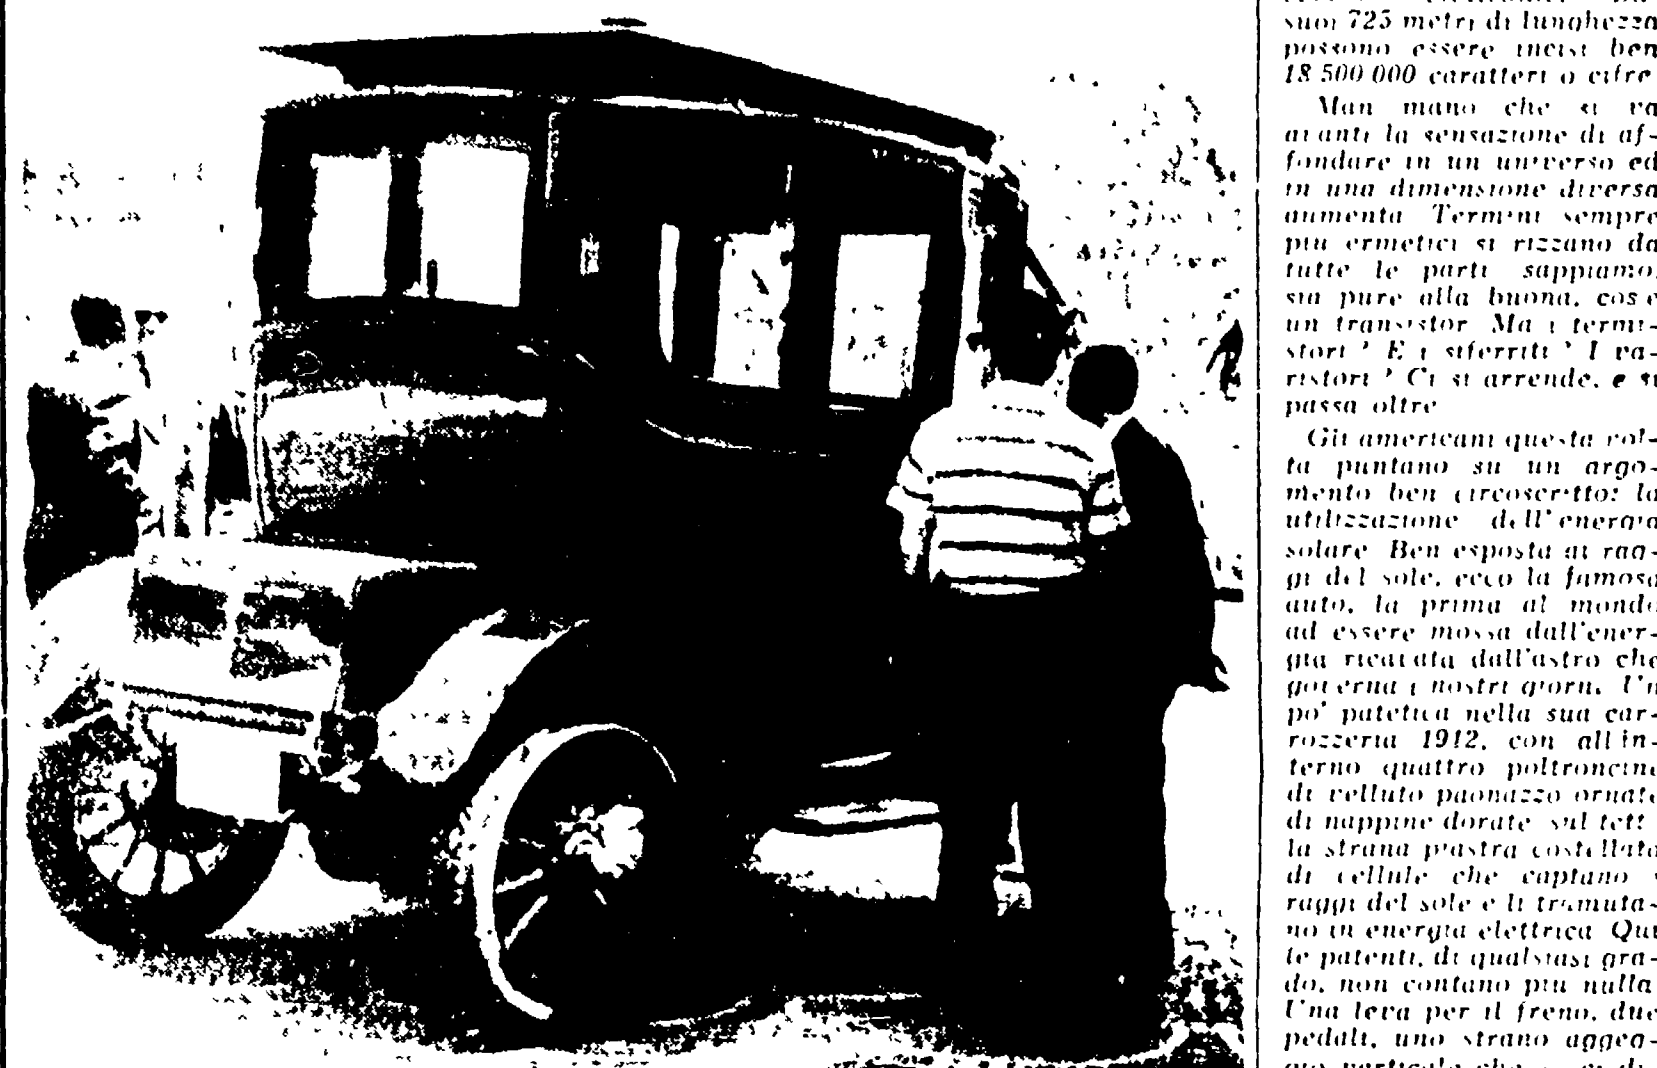 suoi 725 metri di lunghezza
possono essere incisi ben
18 500 000 caratteri o cifre
Man mano che si va
avanti la sensazione di af-
fondare in un universo ed
in una dimensione diversa
aumenta Termini sempre
piu ermetici si rizzano da
tutte le parti sappiamo,
sia pure alla buona, cos'e
un transistor Ma i termi-
stori ? E i siferriti ? I va-
ristori ? Ci si arrende, e si
passa oltre
Gli americani questa vol-
ta puntano su un argo-
mento ben circoscritto: la
utilizzazione dell'energia
solare Ben esposta ai rag-
gi del sole, ecco la famosa
auto, la prima al mondo
ad essere mossa dall'ener-
gia ricavata dall'astro che
governa i nostri giorni. Un
po' patetica nella sua car-
rozzeria 1912, con all'in-
terno quattro poltroncine
di velluto paonazzo ornate
di nappine dorate sul tett
la strana piastra costellata
di cellule che captano i
raggi del sole e li tramuta-
no in energia elettrica Qui
le patenti, di qualsiasi gra-
do, non contano piu nulla
Una leva per il freno, due
pedali, uno strano aggeg-
gio verticale che